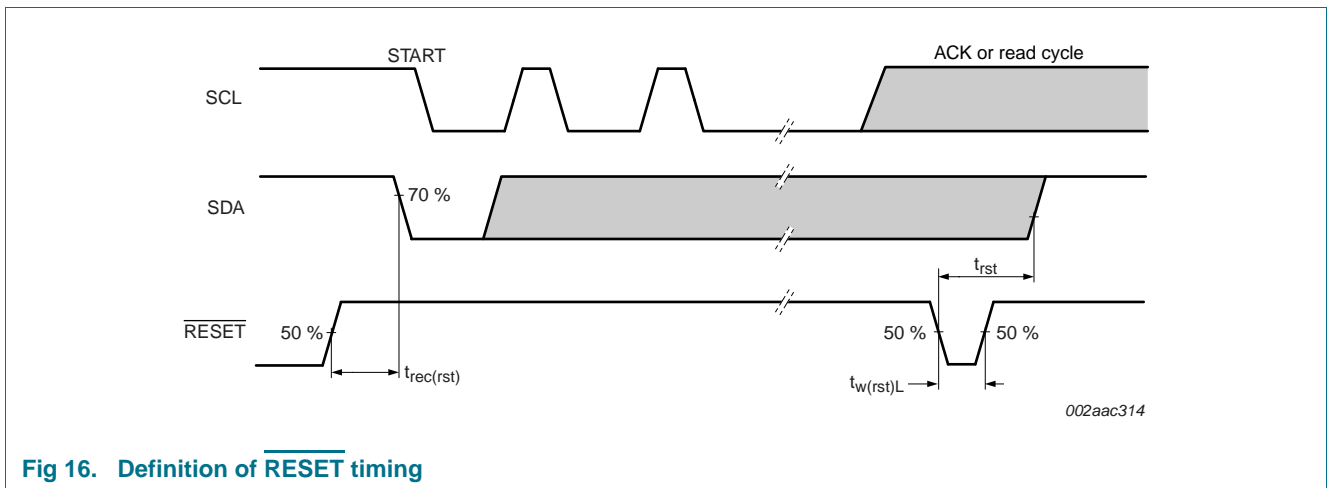 START
ACK or read cycle
SCL
70 %
SDA
t_rst
RESET
50 %
50 %
50 %
t_rec(rst)
t_w(rst)L
002aac314
Fig 16. Definition of RESET timing